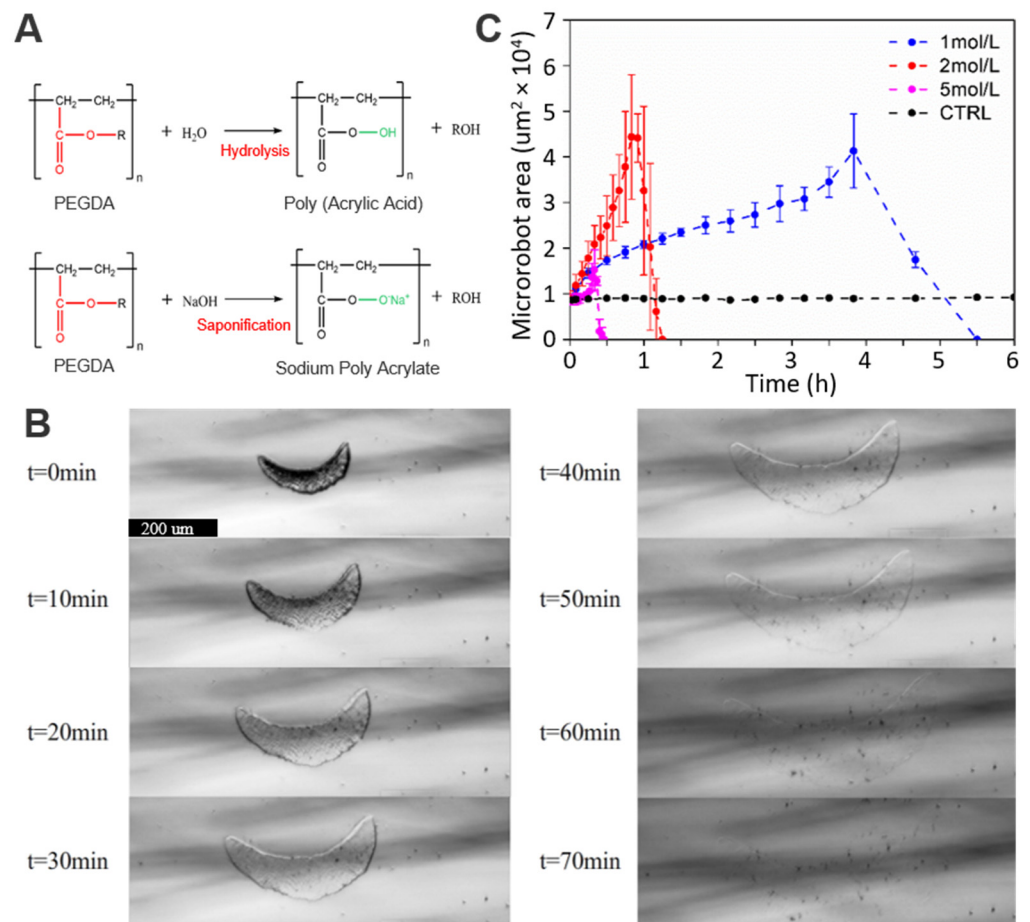 A
CH₂ CH₂
C O R
O
n
PEGDA
+ H₂O
Hydrolysis
CH₂ CH₂
C O OH
O
n
+ ROH
Poly (Acrylic Acid)
CH₂ CH₂
C O R
O
n
PEGDA
+ NaOH
Saponification
CH₂ CH₂
C O O⁻Na⁺
O
n
+ ROH
Sodium Poly Acrylate
C
Microrobot area (um² × 10⁴)
7
6
5
4
3
2
1
0
0 1 2 3 4 5 6
Time (h)
1mol/L
2mol/L
5mol/L
CTRL
B
t=0min
200 um
t=10min
t=20min
t=30min
t=40min
t=50min
t=60min
t=70min